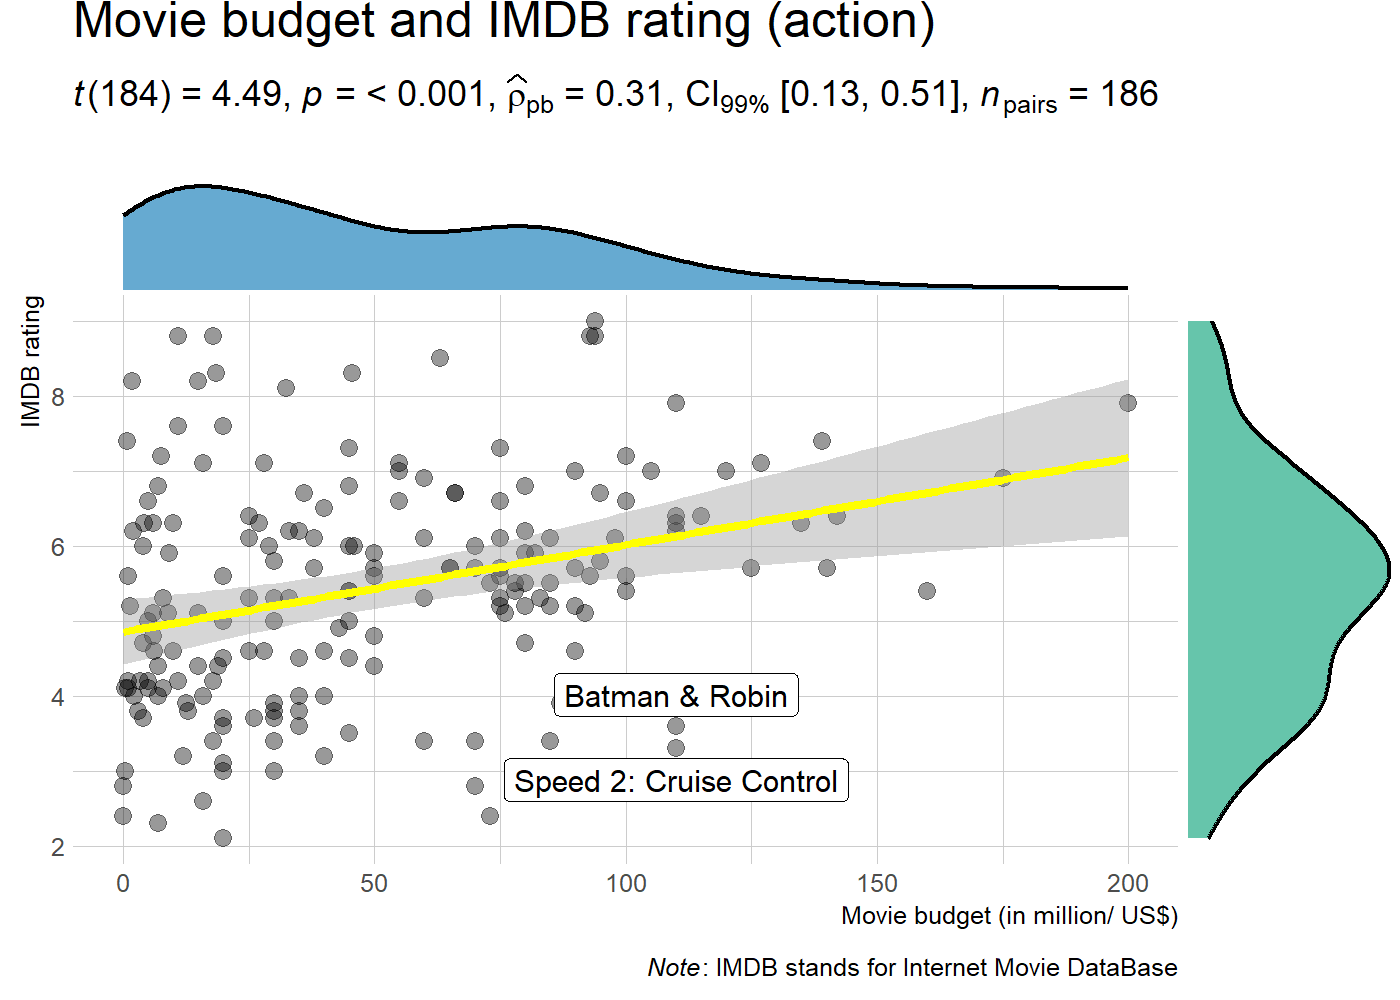 Movie budget and IMDB rating (action)
t(184) = 4.49, p = < 0.001, ρ̂pb = 0.31, CI99% [0.13, 0.51], npairs = 186
IMDB rating
8
6
4
2
Batman & Robin
Speed 2: Cruise Control
0 50 100 150 200
Movie budget (in million/ US$)
Note: IMDB stands for Internet Movie DataBase